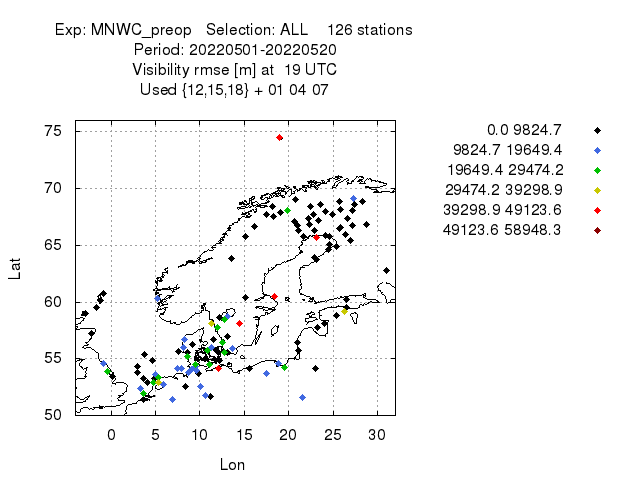 Exp: MNWC_preop   Selection: ALL    126 stations
Period: 20220501-20220520
Visibility rmse [m] at  19 UTC
Used {12,15,18} + 01 04 07
0.0 9824.7
9824.7 19649.4
19649.4 29474.2
29474.2 39298.9
39298.9 49123.6
49123.6 58948.3
75
70
65
60
55
50
Lat
0 5 10 15 20 25 30
Lon